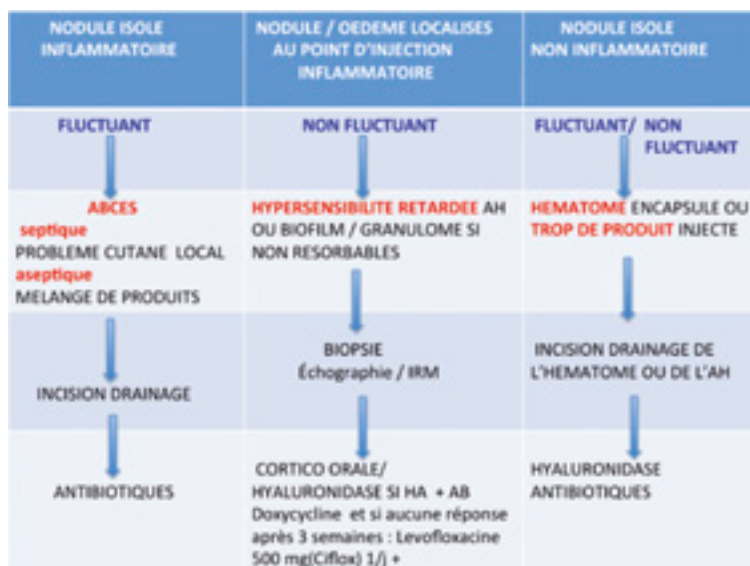 NODULE ISOLE
INFLAMMATOIRE
NODULE / OEDEME LOCALISES
AU POINT D'INJECTION
INFLAMMATOIRE
NODULE ISOLE
NON INFLAMMATOIRE
FLUCTUANT
NON FLUCTUANT
FLUCTUANT/ NON
FLUCTUANT
ABCES
septique
PROBLEME CUTANE LOCAL
aseptique
MELANGE DE PRODUITS
HYPERSENSIBILITE RETARDEE AH
OU BIOFILM / GRANULOME SI
NON RESORBABLES
HEMATOME ENCAPSULE OU
TROP DE PRODUIT INJECTE
INCISION DRAINAGE
BIOPSIE
Échographie / IRM
INCISION DRAINAGE DE
L'HEMATOME OU DE L'AH
ANTIBIOTIQUES
CORTICO ORALE/
HYALURONIDASE SI HA + AB
Doxycycline et si aucune réponse
après 3 semaines : Levofloxacine
500 mg(Ciflox) 1/j +
HYALURONIDASE
ANTIBIOTIQUES